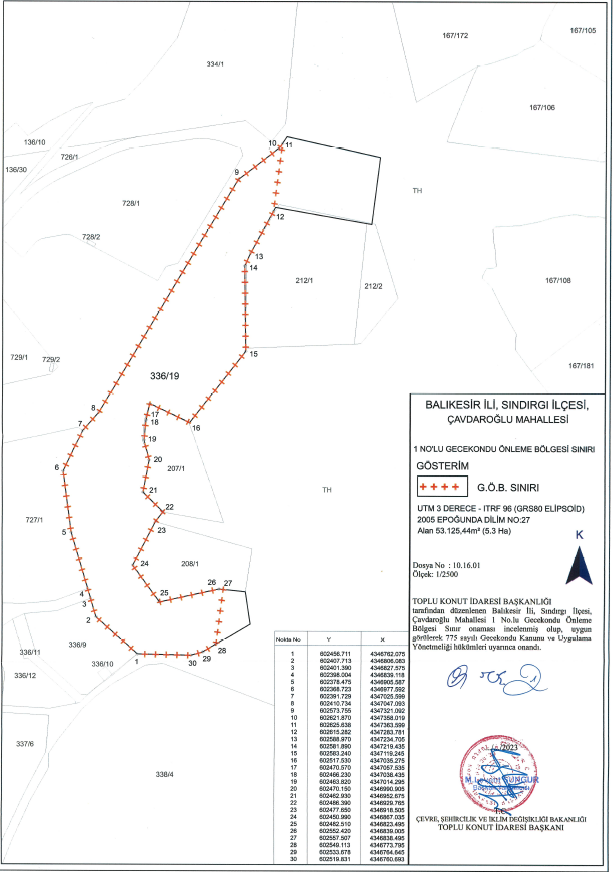 334/1
167/172
167/105
167/106
136/10
136/30
726/1
728/1
728/2
TH
212/1
212/2
167/108
167/181
729/1
729/2
336/19
207/1
TH
727/1
208/1
336/11
336/9
336/10
336/12
337/6
338/4
1
2
3
4
5
6
7
8
9
10
11
12
13
14
15
16
17
18
19
20
21
22
23
24
25
26
27
28
29
30
BALIKESİR İLİ, SINDIRGI İLÇESİ,
ÇAVDAROĞLU MAHALLESİ
1 NO'LU GECEKONDU ÖNLEME BÖLGESİ SINIRI
GÖSTERİM
G.Ö.B. SINIRI
UTM 3 DERECE - ITRF 96 (GRS80 ELİPSOİD)
2005 EPOĞUNDA DİLİM NO:27
Alan 53.125,44m² (5.3 Ha)
K
Dosya No : 10.16.01
Ölçek: 1/2500
TOPLU KONUT İDARESİ BAŞKANLIĞI
tarafından düzenlenen Balıkesir İli, Sındırgı İlçesi,
Çavdaroğlu Mahallesi 1 No.lu Gecekondu Önleme
Bölgesi Sınır onaması incelenmiş olup, uygun
görülerek 775 sayılı Gecekondu Kanunu ve Uygulama
Yönetmeliği hükümleri uyarınca onandı.
Nokta No Y X
1 602456.711 4346762.075
2 602407.713 4346806.083
3 602401.390 4346827.575
4 602398.004 4346839.118
5 602378.475 4346905.587
6 602368.723 4346977.592
7 602391.729 4347025.599
8 602410.734 4347047.093
9 602573.755 4347321.092
10 602621.870 4347358.019
11 602625.638 4347363.599
12 602615.282 4347283.781
13 602588.970 4347234.705
14 602581.890 4347219.435
15 602583.240 4347119.245
16 602517.530 4347035.275
17 602470.570 4347057.535
18 602466.230 4347038.435
19 602463.820 4347014.295
20 602470.150 4346990.905
21 602462.930 4346952.675
22 602486.390 4346929.765
23 602477.650 4346918.505
24 602450.990 4346867.035
25 602482.510 4346823.495
26 602552.420 4346839.005
27 602557.507 4346838.495
28 602549.113 4346773.795
29 602533.678 4346764.645
30 602519.831 4346760.693
/2023
M. Levent SUNGUR
T.C.
ÇEVRE, ŞEHİRCİLİK VE İKLİM DEĞİŞİKLİĞİ BAKANLIĞI
TOPLU KONUT İDARESİ BAŞKANI